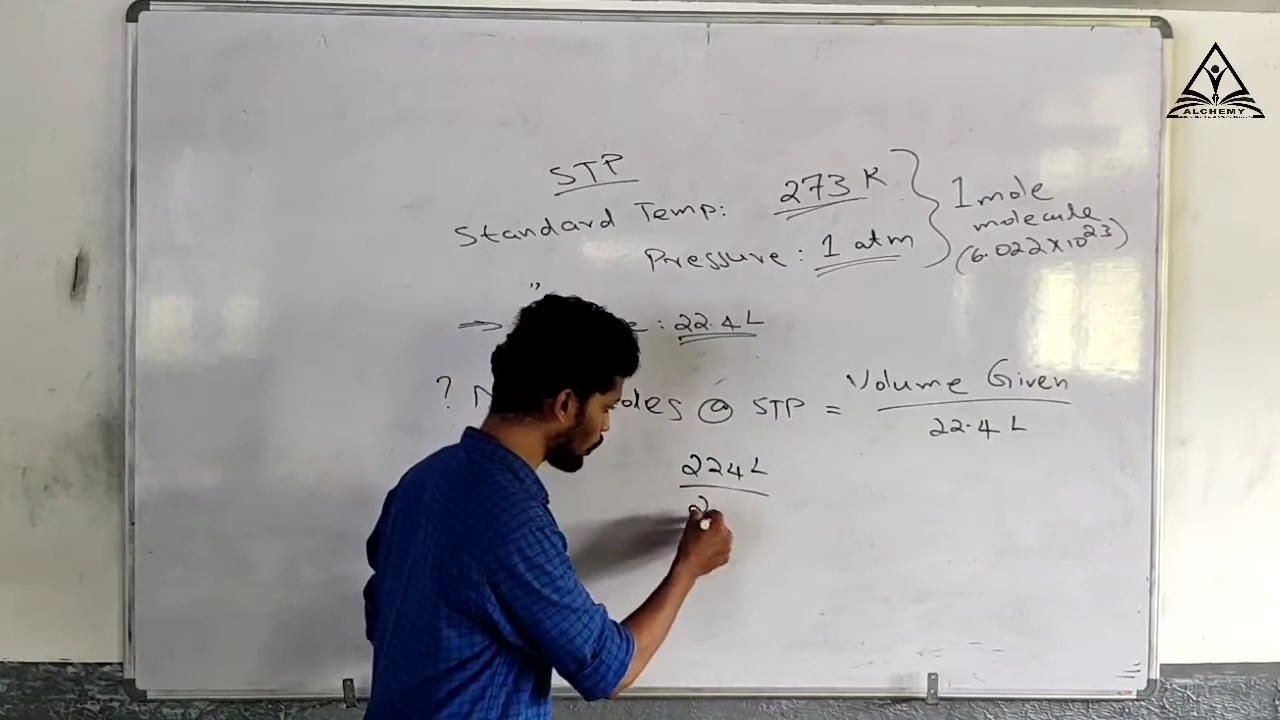 ALCHEMY
STP
Standard Temp: 273 K
Pressure: 1 atm
1 mole
molecule
(6.022x10^23)
"
⇒ : 22.4 L
? STP = Volume Given
22.4 L
224 L
2